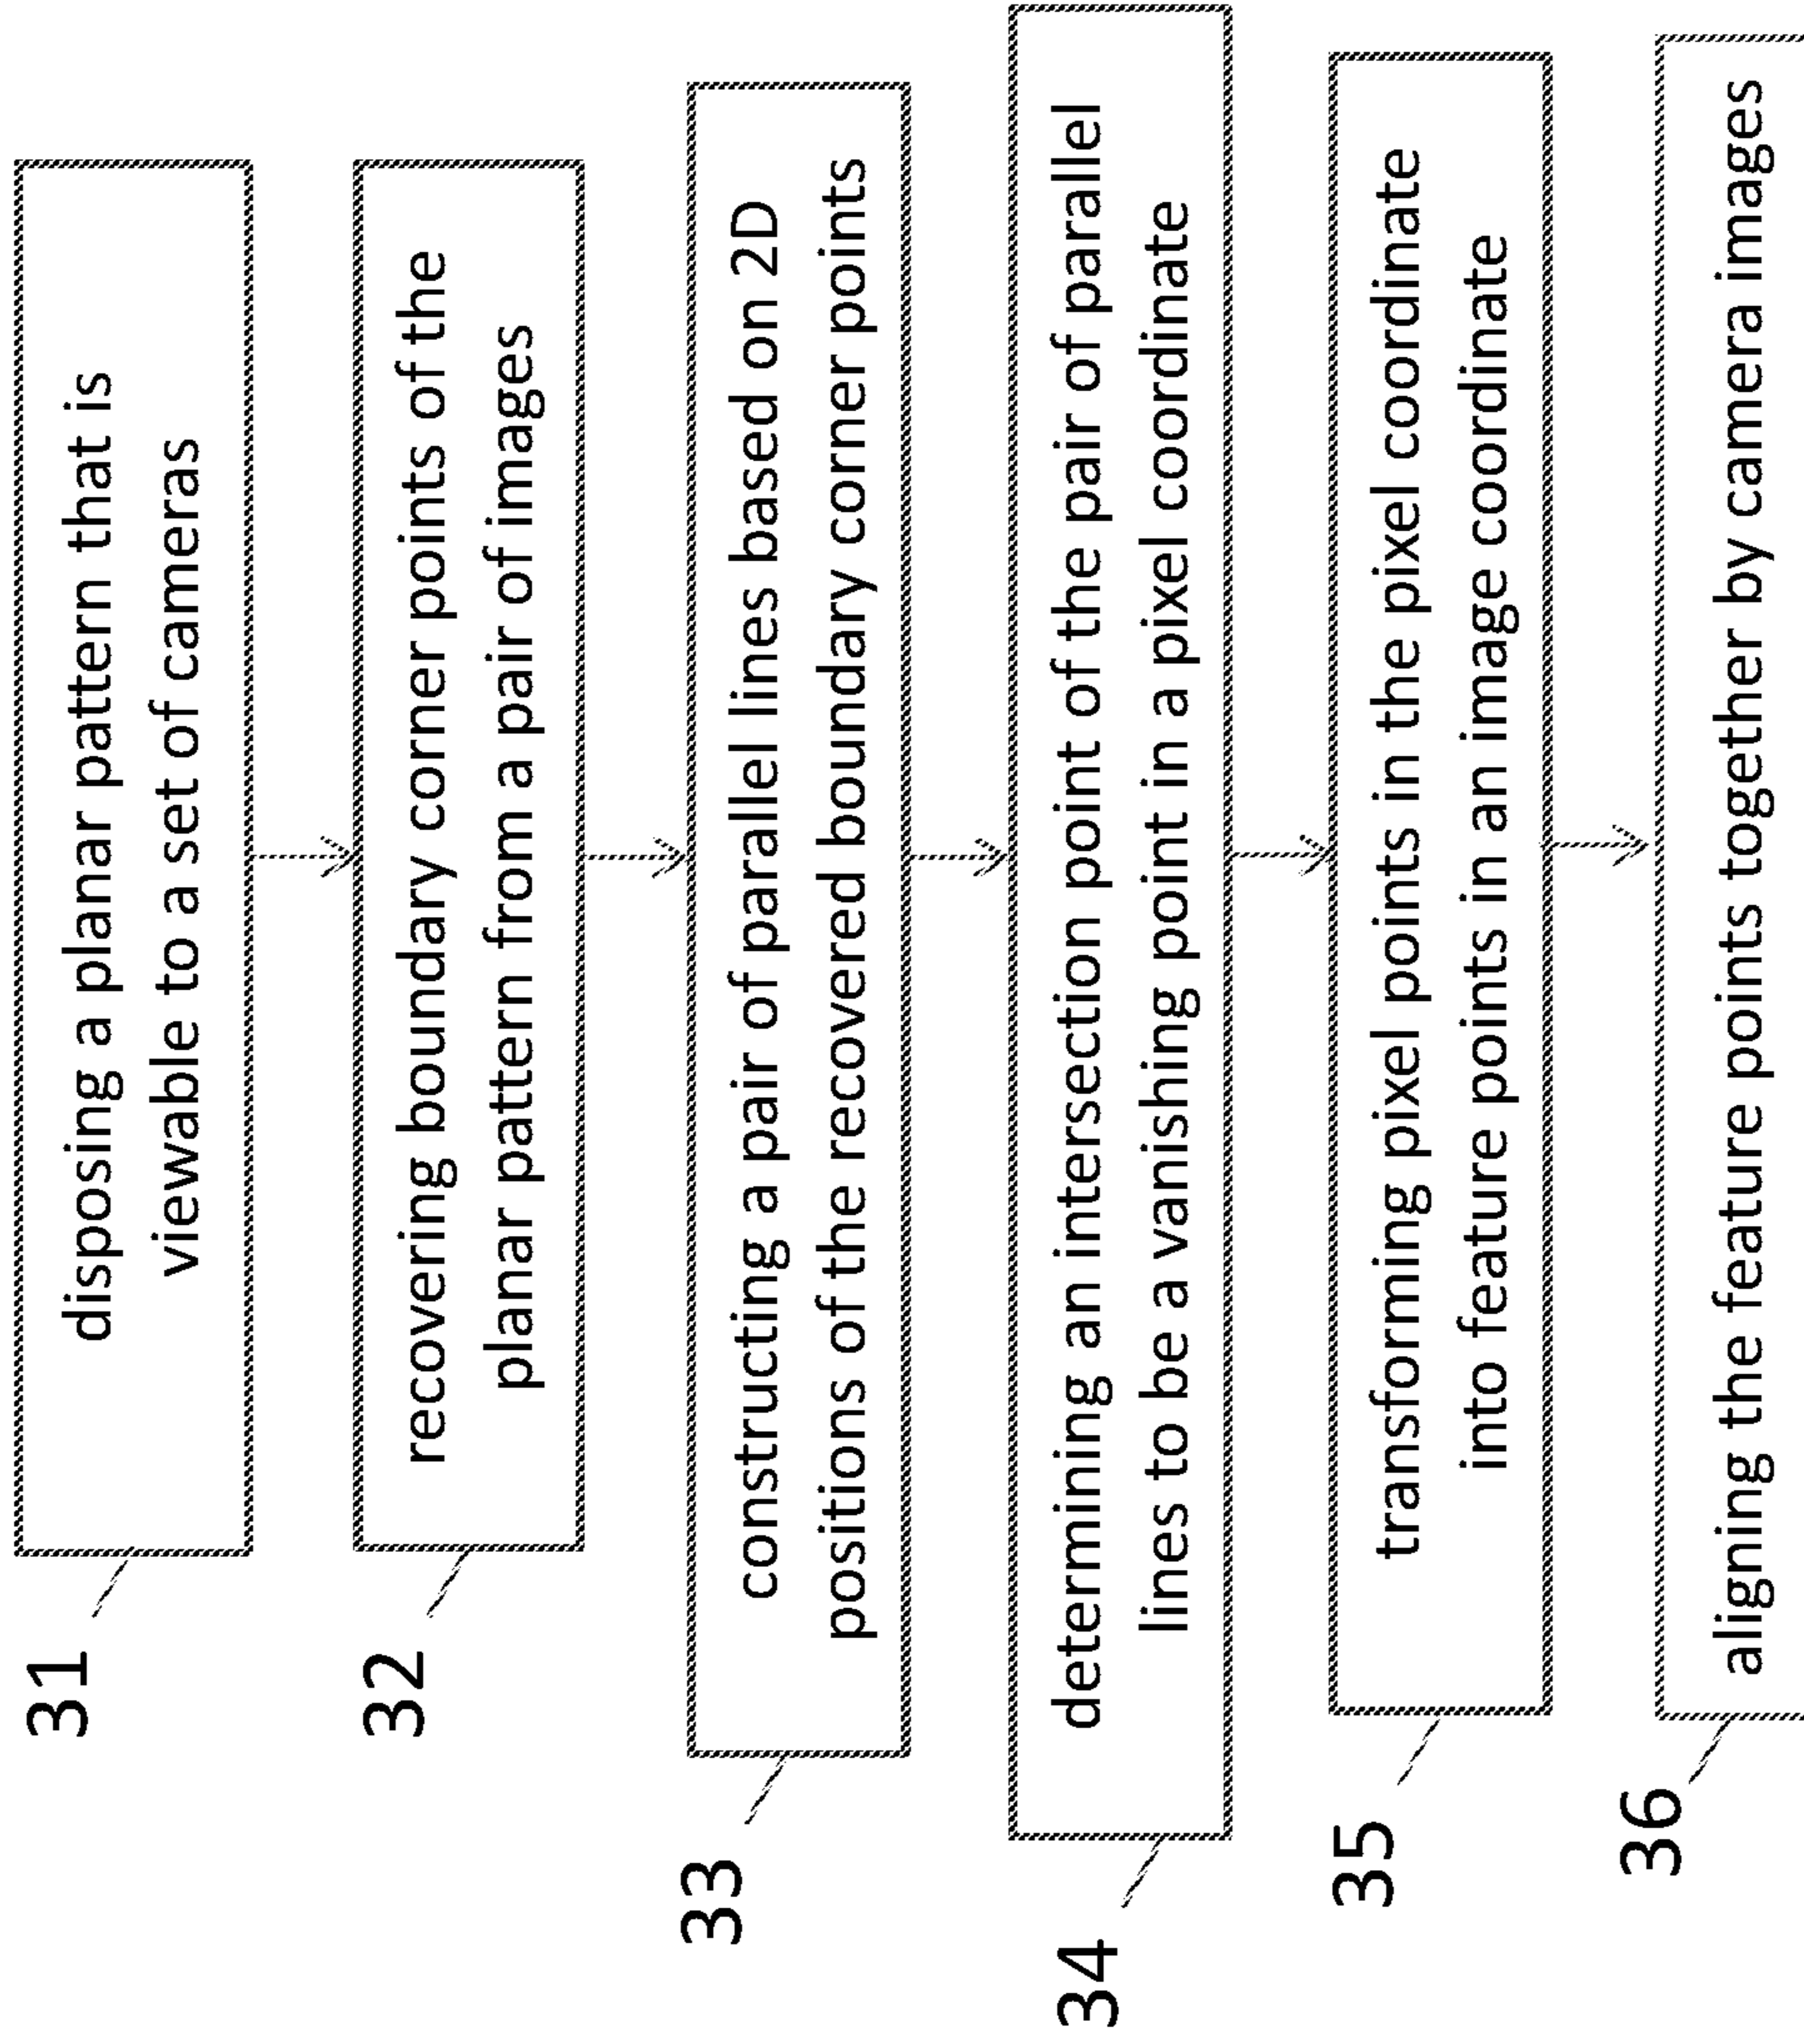 31
disposing a planar pattern that is
viewable to a set of cameras
32
recovering boundary corner points of the
planar pattern from a pair of images
33
constructing a pair of parallel lines based on 2D
positions of the recovered boundary corner points
34
determining an intersection point of the pair of parallel
lines to be a vanishing point in a pixel coordinate
35
transforming pixel points in the pixel coordinate
into feature points in an image coordinate
36
aligning the feature points together by camera images